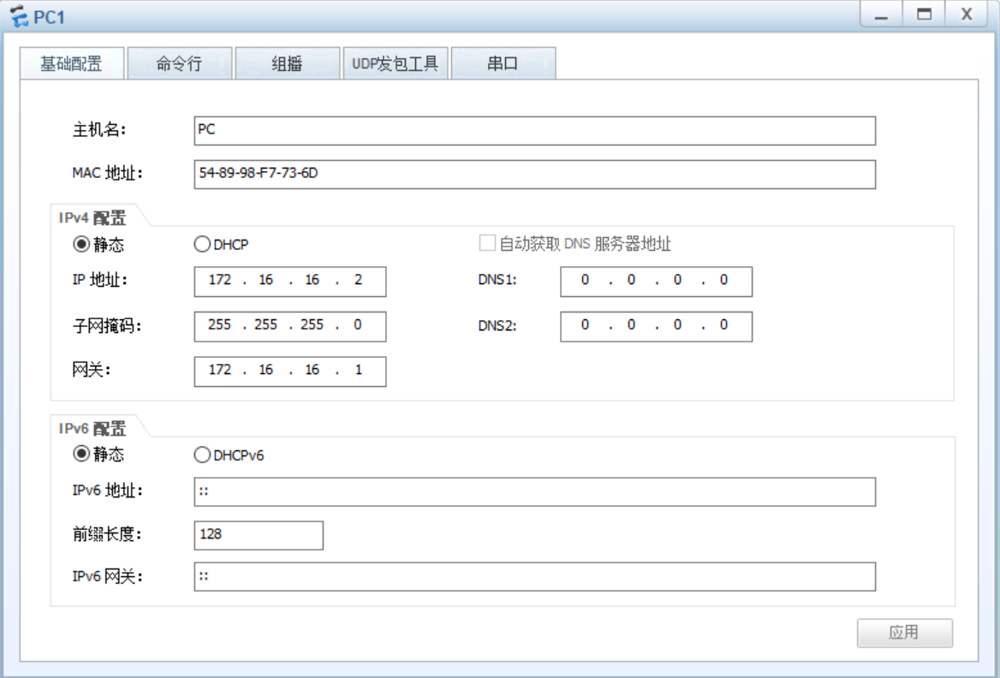 PC1
基础配置 命令行 组播 UDP发包工具 串口
主机名: PC
MAC 地址: 54-89-98-F7-73-6D
IPv4 配置
静态 DHCP 自动获取 DNS 服务器地址
IP 地址: 172 . 16 . 16 . 2 DNS1: 0 . 0 . 0 . 0
子网掩码: 255 . 255 . 255 . 0 DNS2: 0 . 0 . 0 . 0
网关: 172 . 16 . 16 . 1
IPv6 配置
静态 DHCPv6
IPv6 地址: ::
前缀长度: 128
IPv6 网关: ::
应用